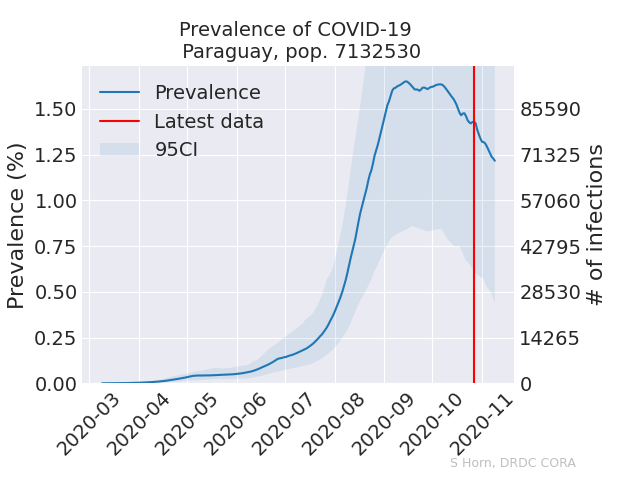 Prevalence of COVID-19
Paraguay, pop. 7132530
Prevalence
Latest data
95CI
Prevalence (%)
1.50
1.25
1.00
0.75
0.50
0.25
0.00
85590
71325
57060
42795
28530
14265
0
# of infections
2020-03
2020-04
2020-05
2020-06
2020-07
2020-08
2020-09
2020-10
2020-11
S Horn, DRDC CORA